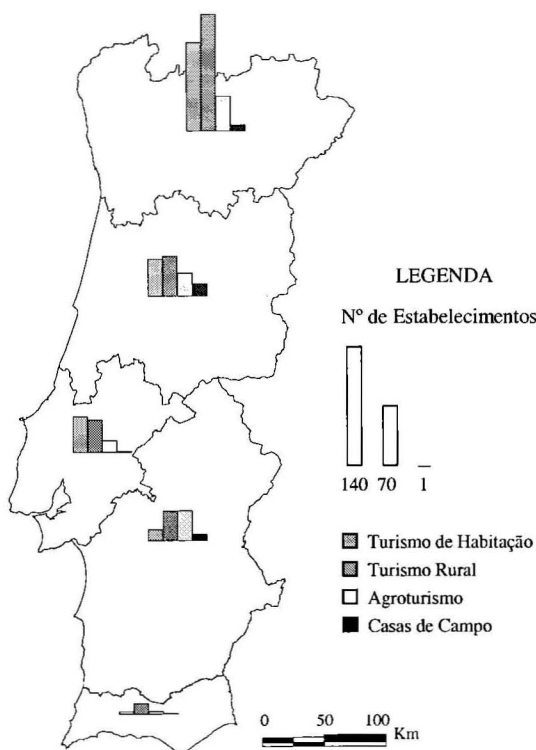 LEGENDA
Nº de Estabelecimentos
140 70 1
Turismo de Habitação
Turismo Rural
Agroturismo
Casas de Campo
0 50 100
Km